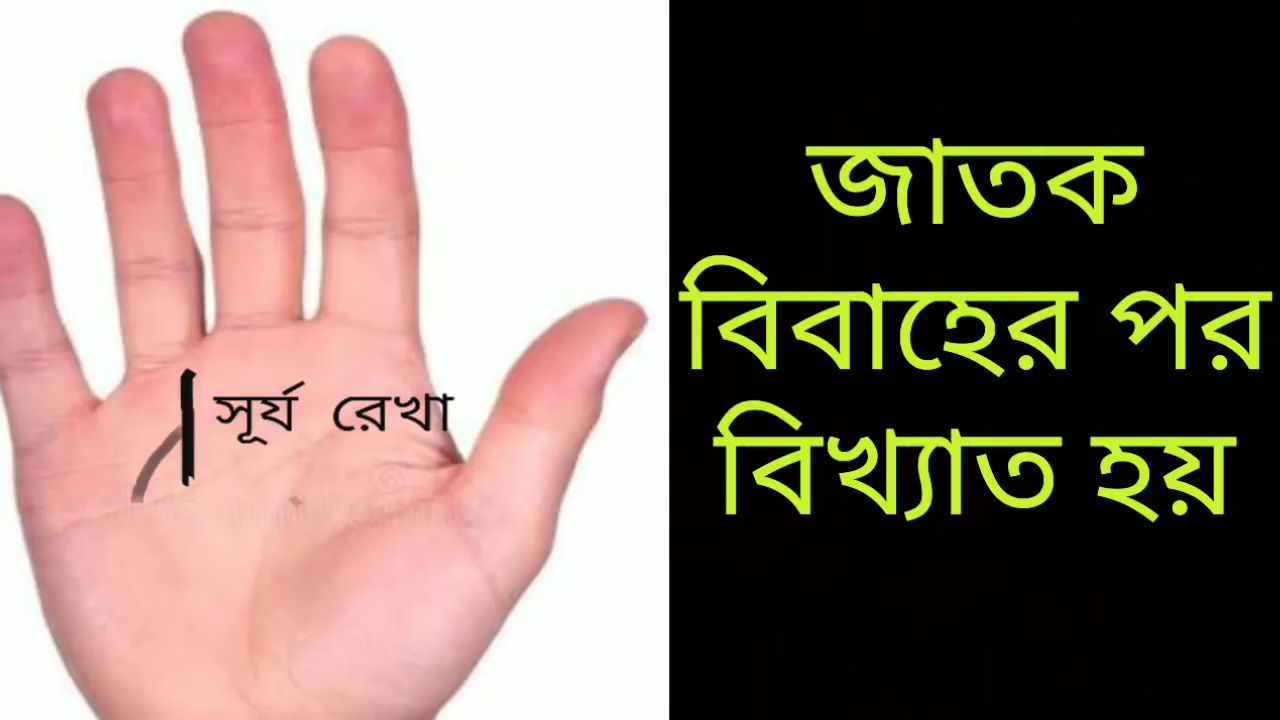 সূর্য রেখা
জাতক
বিবাহের পর
বিখ্যাত হয়